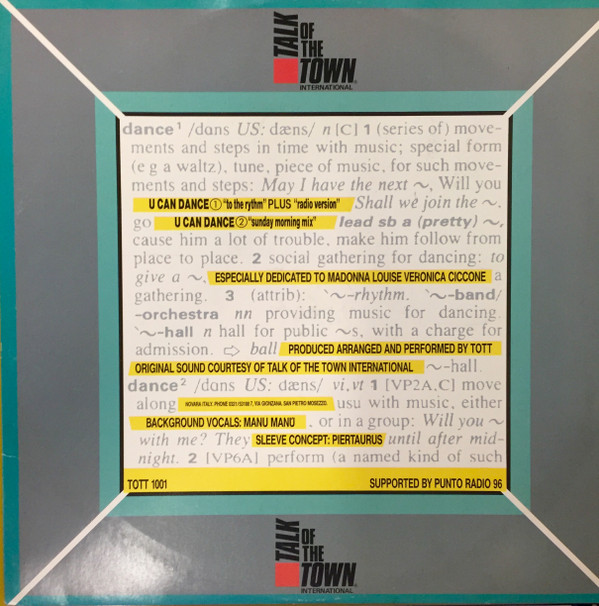 TALK
OF
THE
TOWN
INTERNATIONAL
dance¹ /dɑns US: dæns/ n [C] 1 (series of) move-
ments and steps in time with music; special form
(e g a waltz), tune, piece of music, for such move-
ments and steps: May I have the next ~, Will you
U CAN DANCE ① "to the rythm" PLUS "radio version" Shall we join the ~.
go U CAN DANCE ② "sunday morning mix" lead sb a (pretty) ~,
cause him a lot of trouble, make him follow from
place to place. 2 social gathering for dancing: to
give a ~, ESPECIALLY DEDICATED TO MADONNA LOUISE VERONICA CICCONE a
gathering. 3 (attrib): ˈ~-rhythm. ˈ~-band/
-orchestra nn providing music for dancing.
ˈ~-hall n hall for public ~s, with a charge for
admission. ⇨ ball PRODUCED ARRANGED AND PERFORMED BY TOTT
ORIGINAL SOUND COURTESY OF TALK OF THE TOWN INTERNATIONAL ~-hall.
dance² /dɑns US: dæns/ vi,vt 1 [VP2A,C] move
along NOVARA ITALY. PHONE VIA GIONZANA, SAN PIETRO MOSEZZO. usu with music, either
BACKGROUND VOCALS: MANU MANÙ , or in a group: Will you ~
with me? They SLEEVE CONCEPT: PIERTAURUS until after mid-
night. 2 [VP6A] perform (a named kind of such
TOTT 1001 SUPPORTED BY PUNTO RADIO 96
TALK
OF
THE
TOWN
INTERNATIONAL